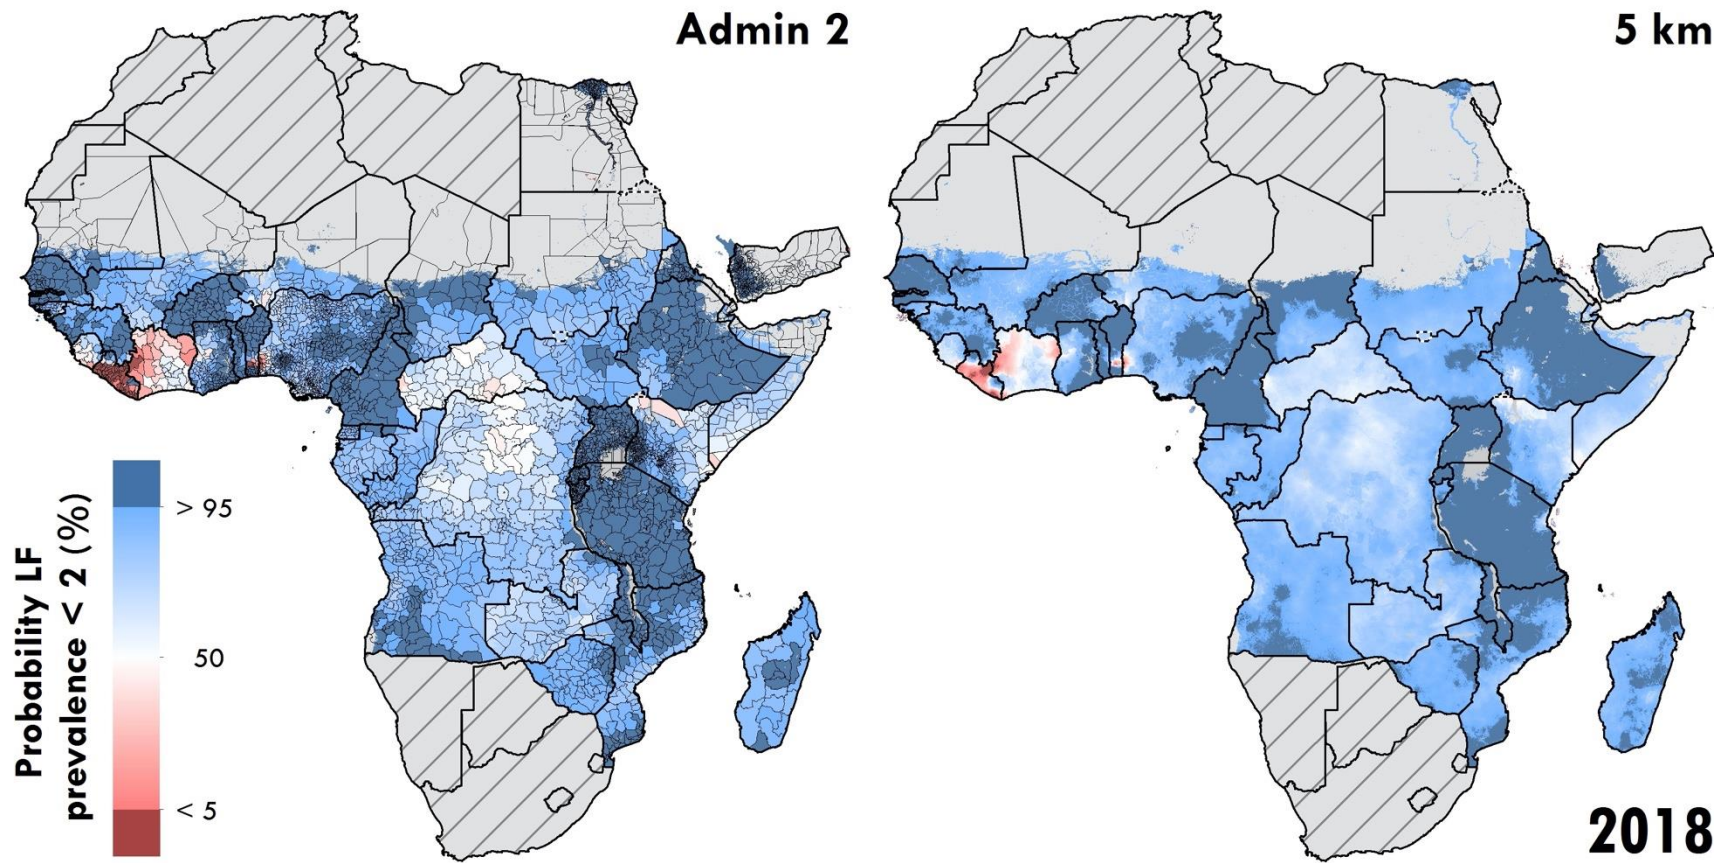 Admin 2
5 km
Probability LF
prevalence < 2 (%)
> 95
50
< 5
2018